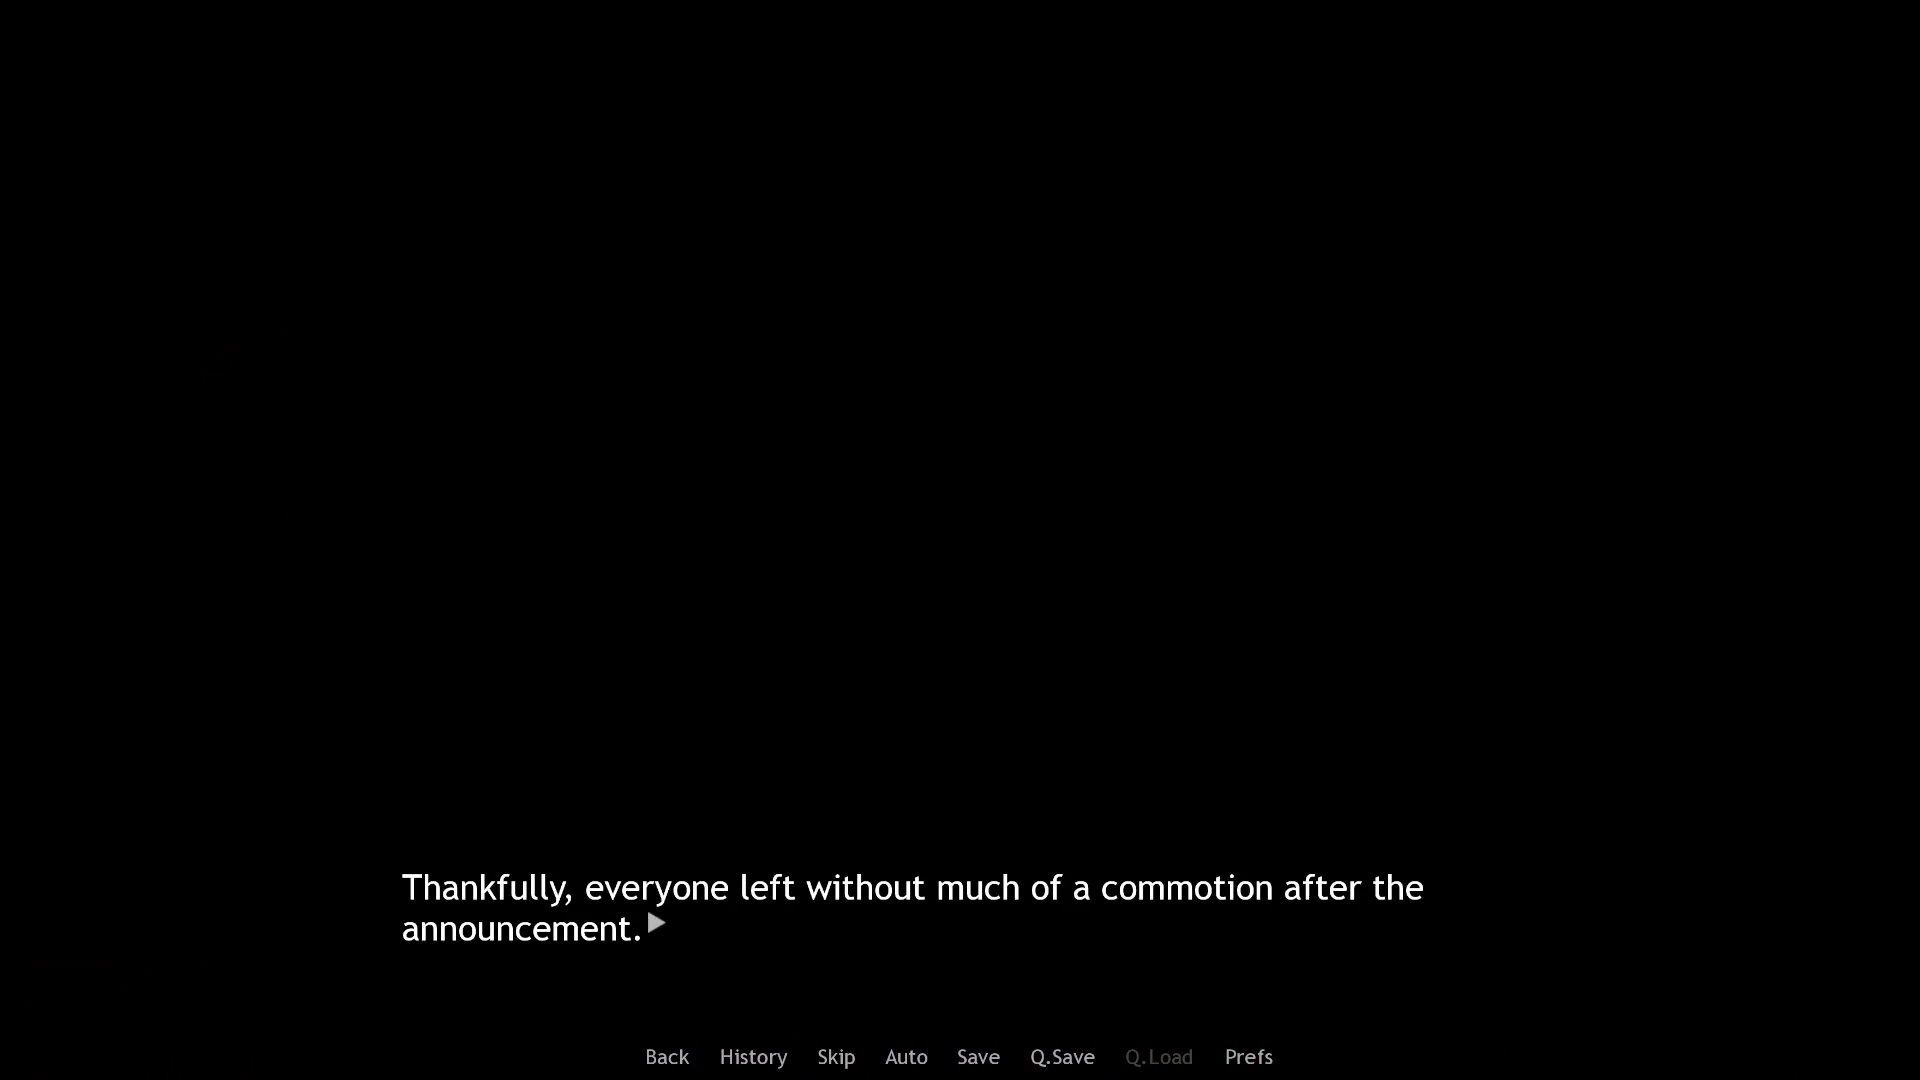 Thankfully, everyone left without much of a commotion after the
announcement.
Back History Skip Auto Save Q.Save Q.Load Prefs